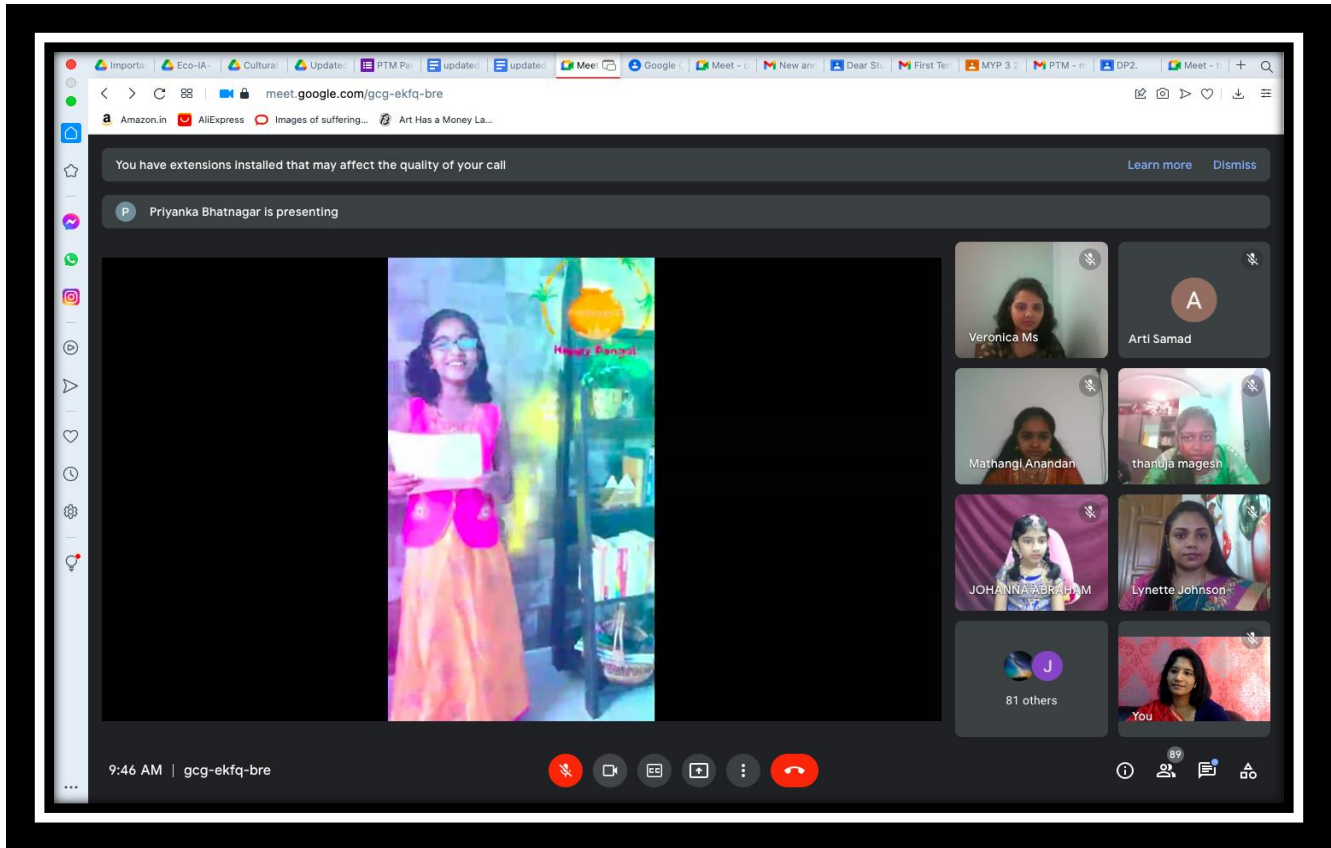 Importa
Eco-IA-
Cultural
Updated
PTM Par
updated
updated
Meet
Google C
Meet - c
New ann
Dear Stu
First Ter
MYP 3 2
PTM - m
DP2.
Meet - t
meet.google.com/gcg-ekfq-bre
Amazon.in
AliExpress
Images of suffering...
Art Has a Money La...
You have extensions installed that may affect the quality of your call
Learn more
Dismiss
P
Priyanka Bhatnagar is presenting
Happy Pongal
Veronica Ms
A
Arti Samad
Mathangi Anandan
thanuja magesh
JOHANNA ABRAHAM
Lynette Johnson
J
81 others
You
9:46 AM | gcg-ekfq-bre
CC
89